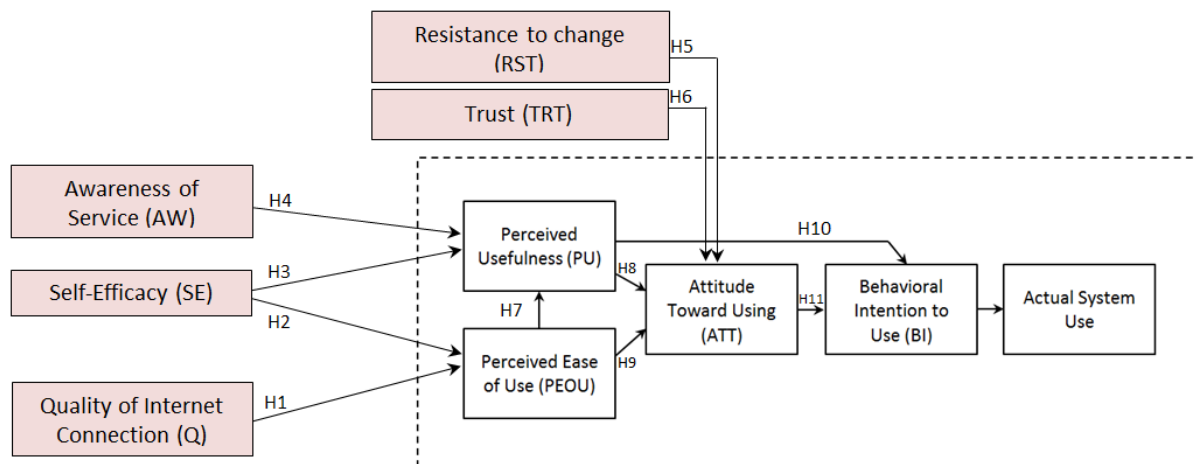 Resistance to change
(RST)
H5
Trust (TRT)
H6
Awareness of
Service (AW)
H4
Self-Efficacy (SE)
H3
H2
Quality of Internet
Connection (Q)
H1
Perceived
Usefulness (PU)
H10
H8
H7
Perceived Ease
of Use (PEOU)
H9
Attitude
Toward Using
(ATT)
H11
Behavioral
Intention to
Use (BI)
Actual System
Use